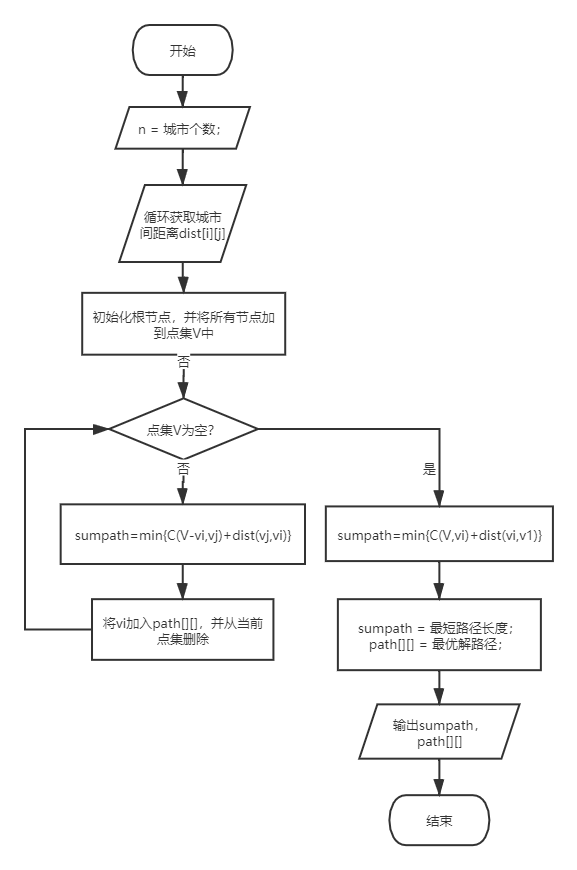 开始
n = 城市个数；
循环获取城市
间距离dist[i][j]
初始化根节点，并将所有节点加
到点集V中
否
点集V为空？
否
是
sumpath=min{C(V-vi,vj)+dist(vj,vi)}
sumpath=min{C(V,vi)+dist(vi,v1)}
将vi加入path[][]，并从当前
点集删除
sumpath = 最短路径长度；
path[][] = 最优解路径；
输出sumpath，
path[][]
结束